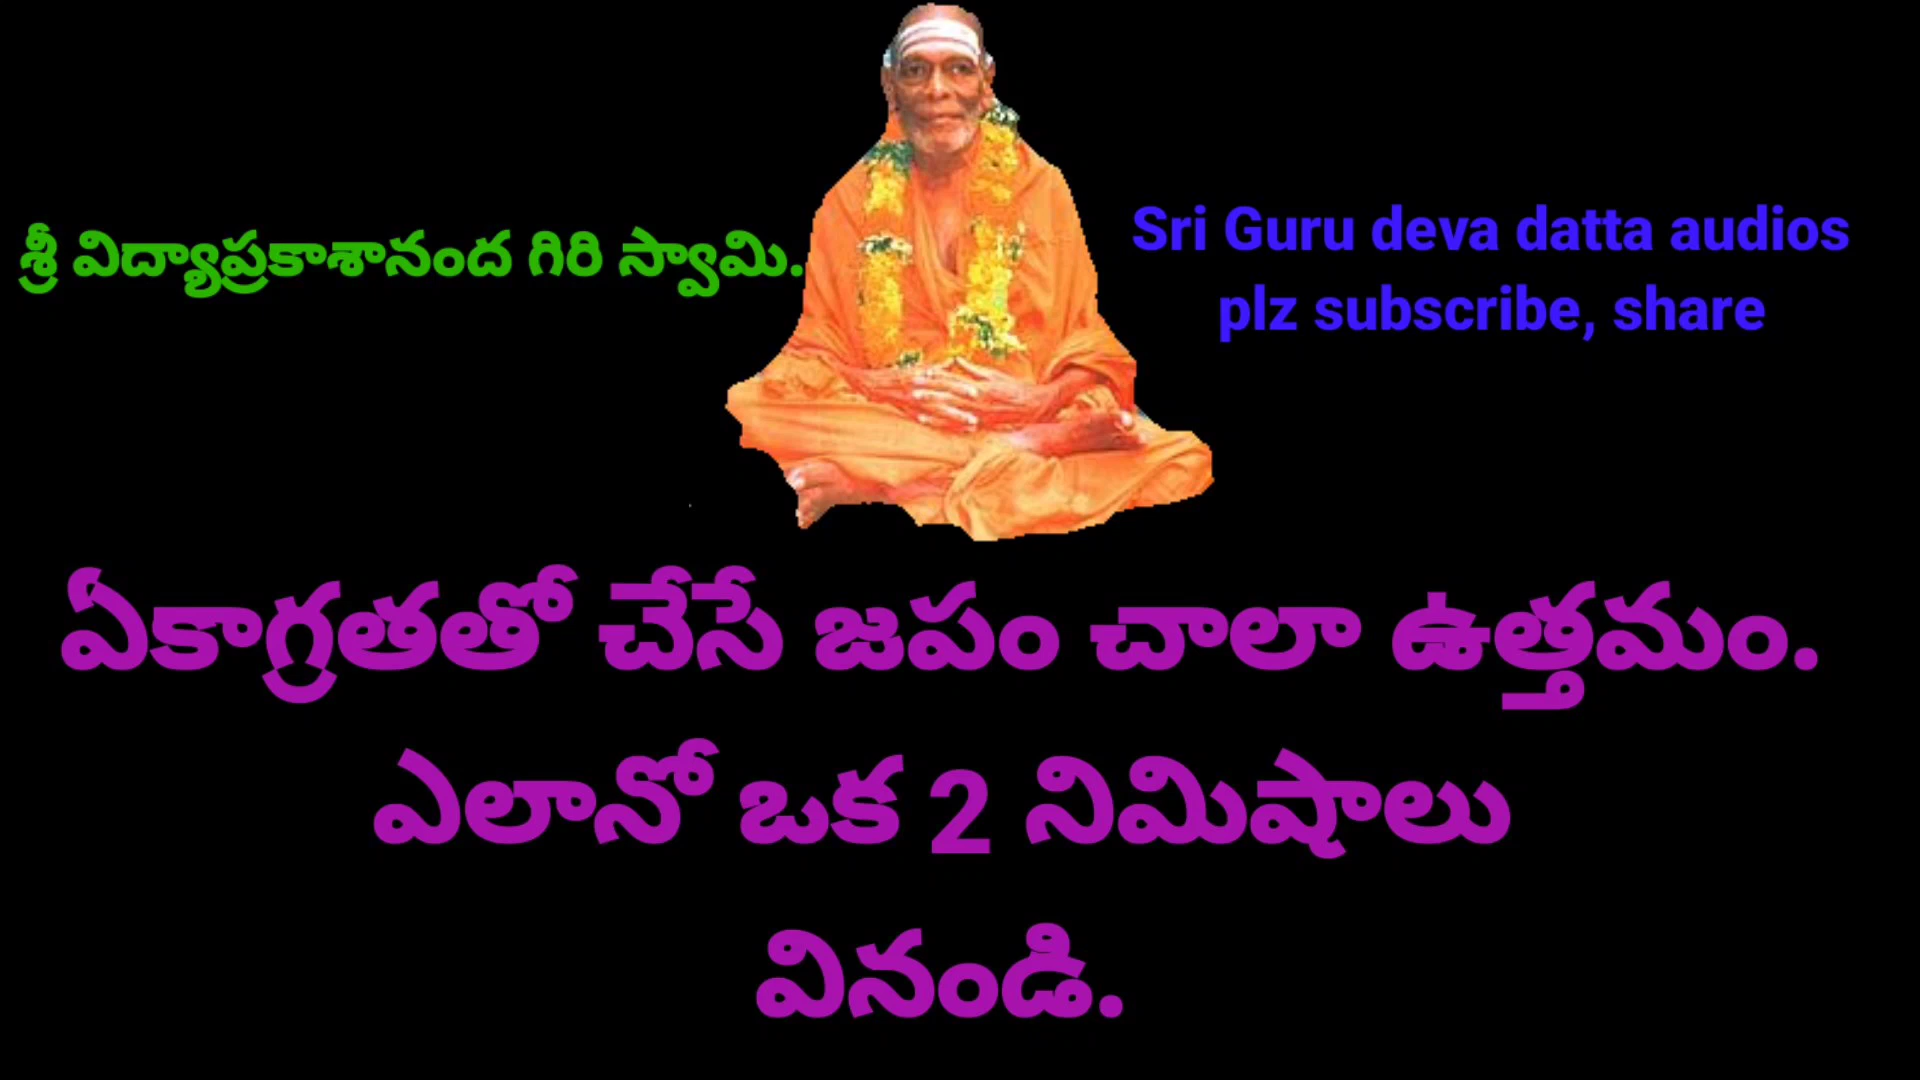 శ్రీ విద్యాప్రకాశానంద గిరి స్వామి.
Sri Guru deva datta audios
plz subscribe, share
ఏకాగ్రతతో చేసే జపం చాలా ఉత్తమం.
ఎలానో ఒక 2 నిమిషాలు
వినండి.